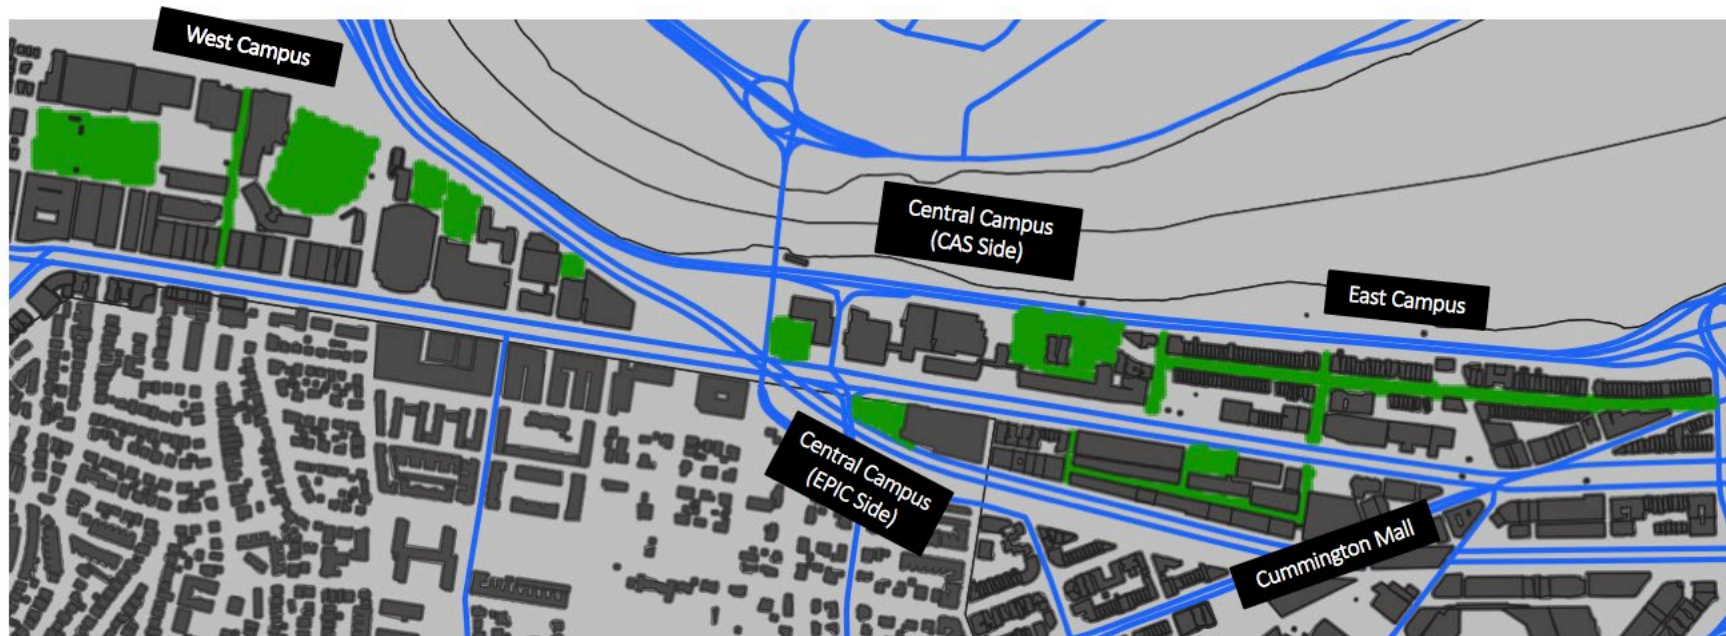 West Campus
Central Campus
(CAS Side)
East Campus
Central Campus
(EPIC Side)
Cummington Mall